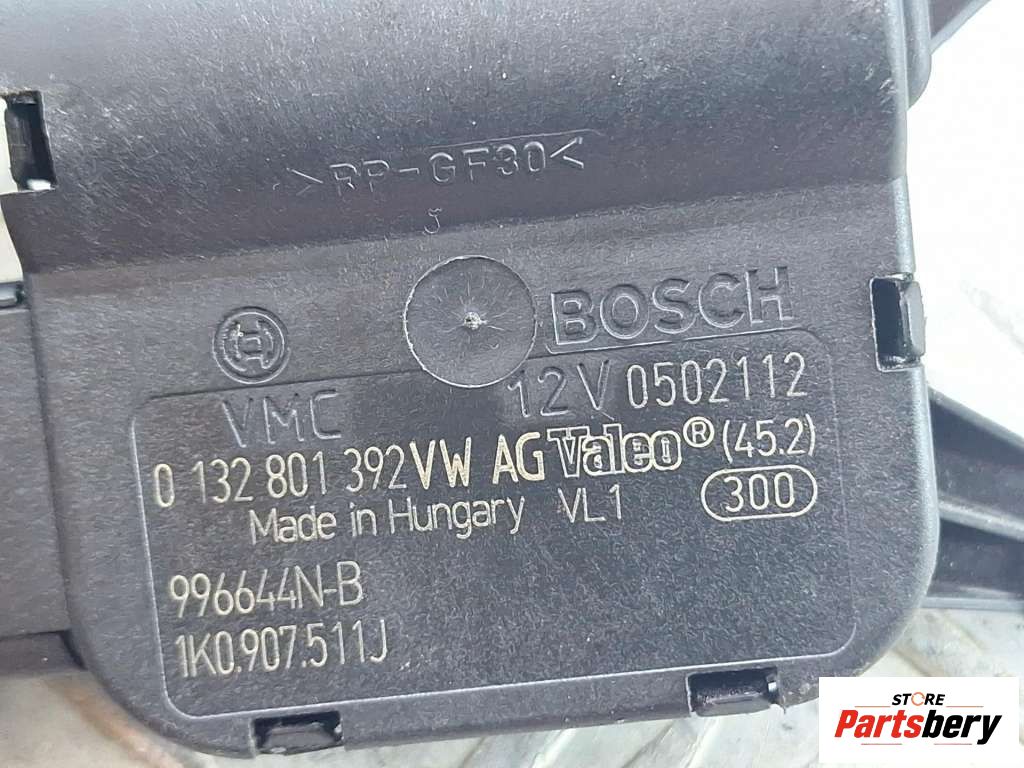 >PP-GF30<
J
BOSCH
VMC 12V 0502112
0 132 801 392 VW AG Valeo® (45.2)
Made in Hungary VL1 300
996644N-B
1K0.907.511J
STORE
Partsbery